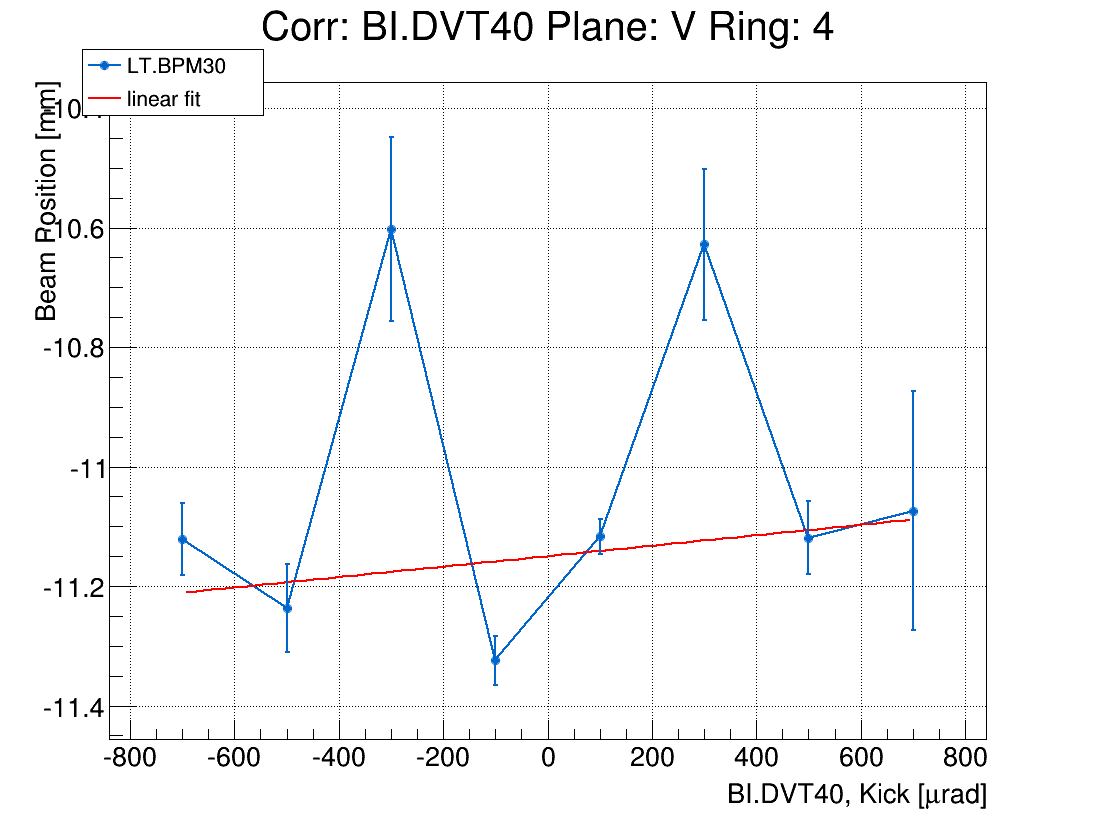 Corr: BI.DVT40 Plane: V Ring: 4
LT.BPM30
linear fit
Beam Position [mm]
-10.6
-10.8
-11
-11.2
-11.4
-800 -600 -400 -200 0 200 400 600 800
BI.DVT40, Kick [μrad]